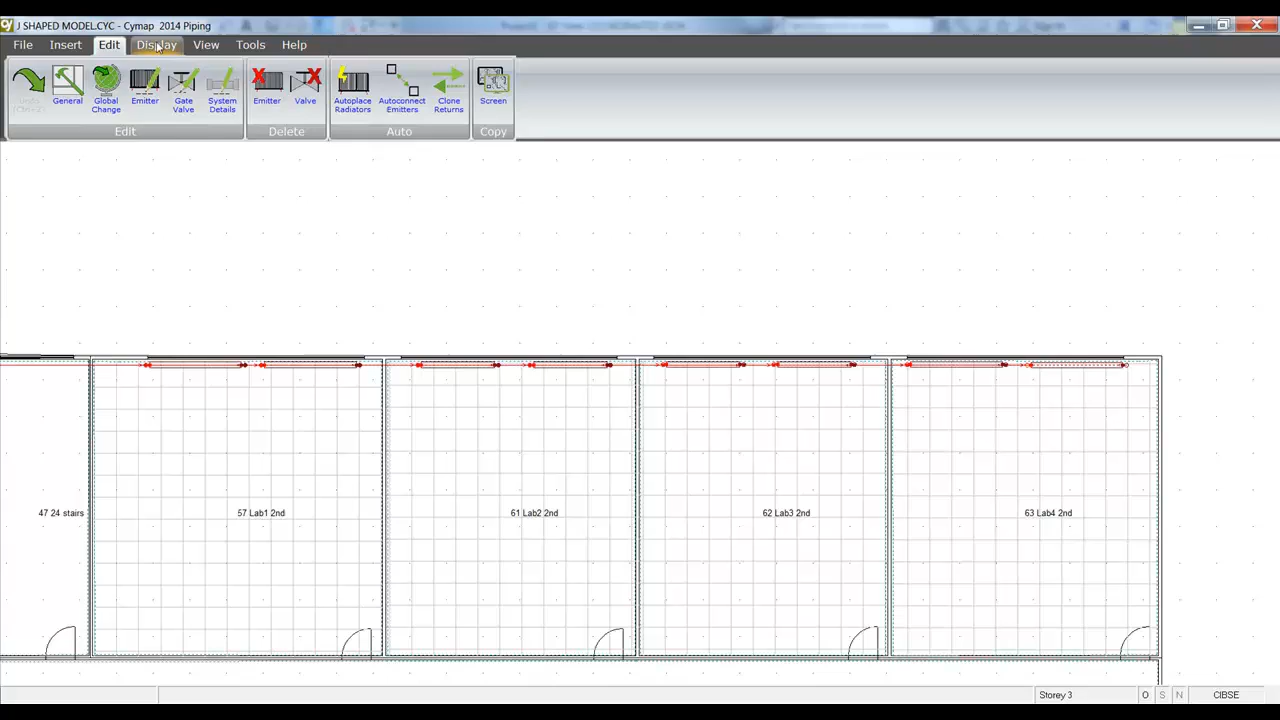 J SHAPED MODEL.CYC - Cymap 2014 Piping
File Insert Edit Display View Tools Help
General Global Change Emitter Gate Valve System Details Emitter Valve Autoplace Radiators Autoconnect Emitters Clone Returns Screen
Edit Delete Auto Copy
47 24 stairs 57 Lab1 2nd 61 Lab2 2nd 62 Lab3 2nd 63 Lab4 2nd
Storey 3 O S N CIBSE